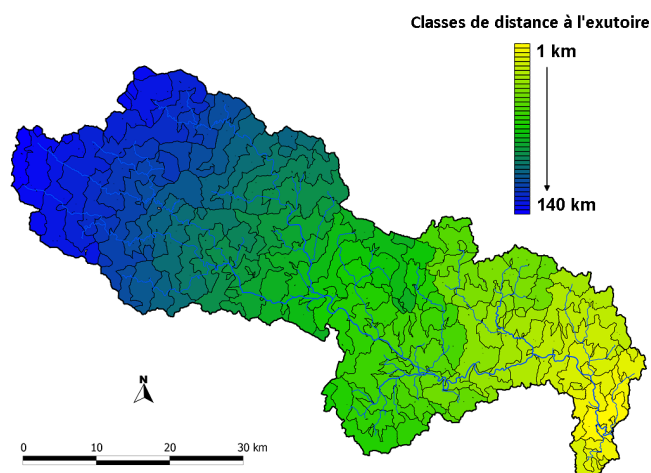 Classes de distance à l'exutoire
1 km
140 km
N
0 10 20 30 km